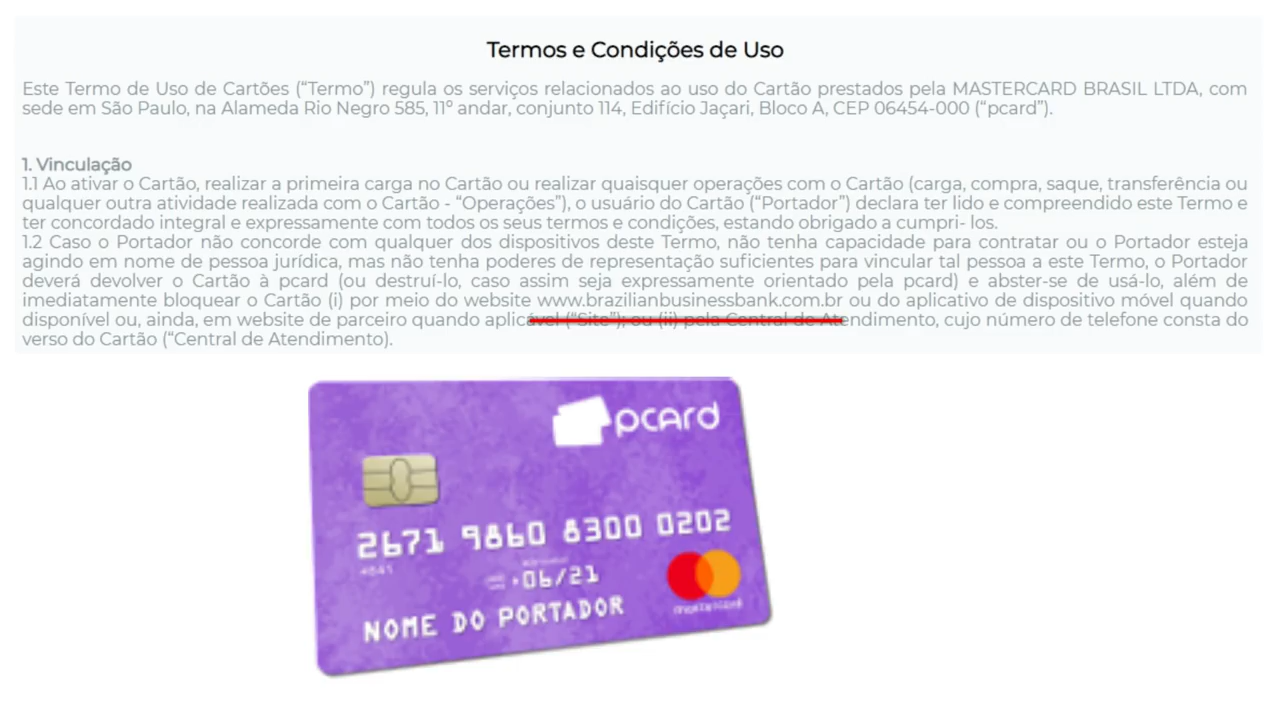 Termos e Condições de Uso
Este Termo de Uso de Cartões (“Termo”) regula os serviços relacionados ao uso do Cartão prestados pela MASTERCARD BRASIL LTDA, com
sede em São Paulo, na Alameda Rio Negro 585, 11º andar, conjunto 114, Edifício Jaçari, Bloco A, CEP 06454-000 (“pcard”).
1. Vinculação
1.1 Ao ativar o Cartão, realizar a primeira carga no Cartão ou realizar quaisquer operações com o Cartão (carga, compra, saque, transferência ou
qualquer outra atividade realizada com o Cartão - “Operações”), o usuário do Cartão (“Portador”) declara ter lido e compreendido este Termo e
ter concordado integral e expressamente com todos os seus termos e condições, estando obrigado a cumpri- los.
1.2 Caso o Portador não concorde com qualquer dos dispositivos deste Termo, não tenha capacidade para contratar ou o Portador esteja
agindo em nome de pessoa jurídica, mas não tenha poderes de representação suficientes para vincular tal pessoa a este Termo, o Portador
deverá devolver o Cartão à pcard (ou destruí-lo, caso assim seja expressamente orientado pela pcard) e abster-se de usá-lo, além de
imediatamente bloquear o Cartão (i) por meio do website www.brazilianbusinessbank.com.br ou do aplicativo de dispositivo móvel quando
disponível ou, ainda, em website de parceiro quando aplicável (“Site”); ou (ii) pela Central de Atendimento, cujo número de telefone consta do
verso do Cartão (“Central de Atendimento).
pcard
2671 9860 8300 0202
06/21
NOME DO PORTADOR